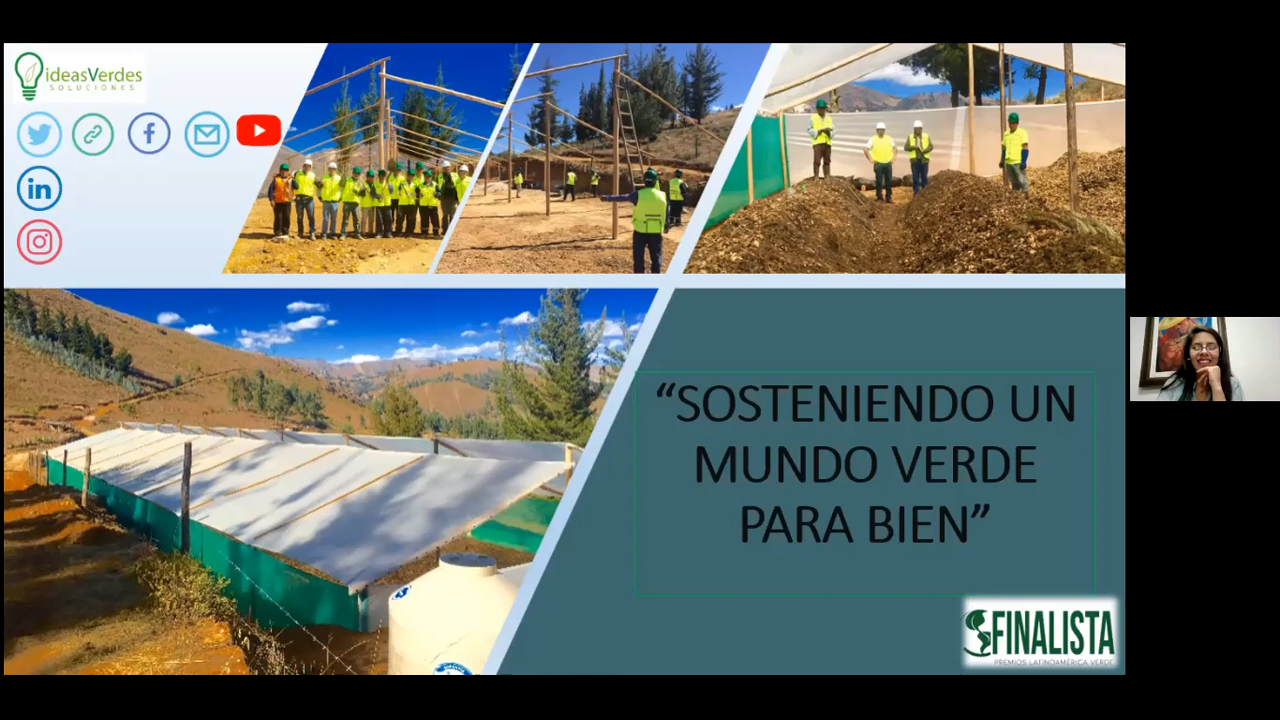 ideasVerdes
SOLUCIONES
“SOSTENIENDO UN
MUNDO VERDE
PARA BIEN”
FINALISTA
PREMIOS LATINOAMÉRICA VERDE